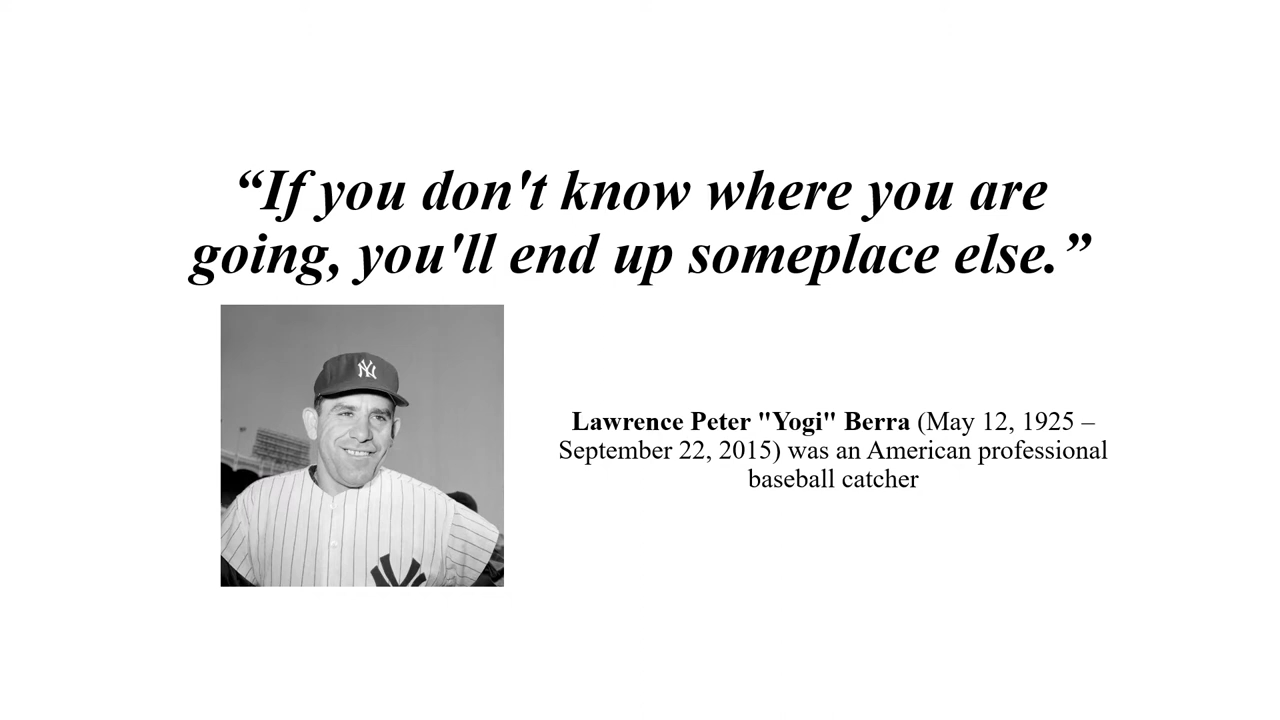 “If you don't know where you are
going, you'll end up someplace else.”
NY
Lawrence Peter "Yogi" Berra (May 12, 1925 –
September 22, 2015) was an American professional
baseball catcher